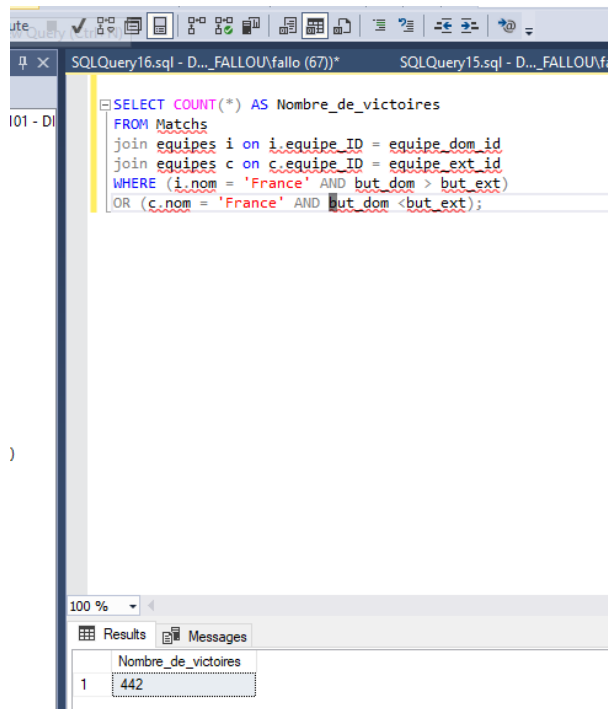 ute
SQLQuery16.sql - D..._FALLOU\fallo (67))*
SQLQuery15.sql - D..._FALLOU\fa
SELECT COUNT(*) AS Nombre_de_victoires
FROM Matchs
join equipes i on i.equipe_ID = equipe_dom_id
join equipes c on c.equipe_ID = equipe_ext_id
WHERE (i.nom = 'France' AND but_dom > but_ext)
OR (c.nom = 'France' AND but_dom <but_ext);
101 - DI
)
100 %
Results
Messages
Nombre_de_victoires
1 442